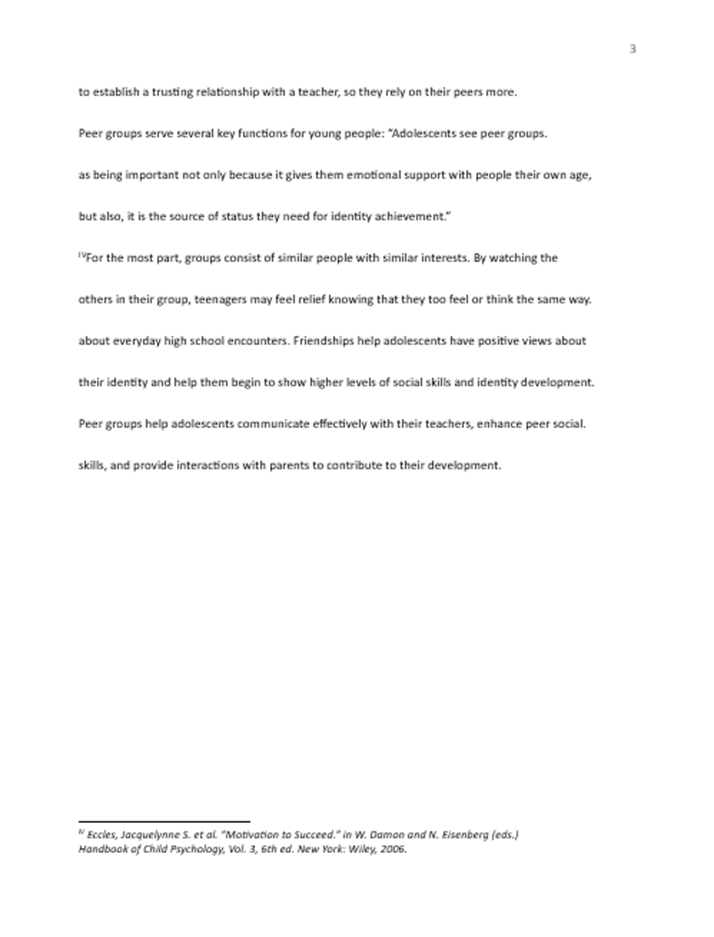 3
to establish a trusting relationship with a teacher, so they rely on their peers more.
Peer groups serve several key functions for young people: “Adolescents see peer groups.
as being important not only because it gives them emotional support with people their own age,
but also, it is the source of status they need for identity achievement.”
IVFor the most part, groups consist of similar people with similar interests. By watching the
others in their group, teenagers may feel relief knowing that they too feel or think the same way.
about everyday high school encounters. Friendships help adolescents have positive views about
their identity and help them begin to show higher levels of social skills and identity development.
Peer groups help adolescents communicate effectively with their teachers, enhance peer social.
skills, and provide interactions with parents to contribute to their development.
IV Eccles, Jacquelynne S. et al. “Motivation to Succeed.” in W. Damon and N. Eisenberg (eds.)
Handbook of Child Psychology, Vol. 3, 6th ed. New York: Wiley, 2006.